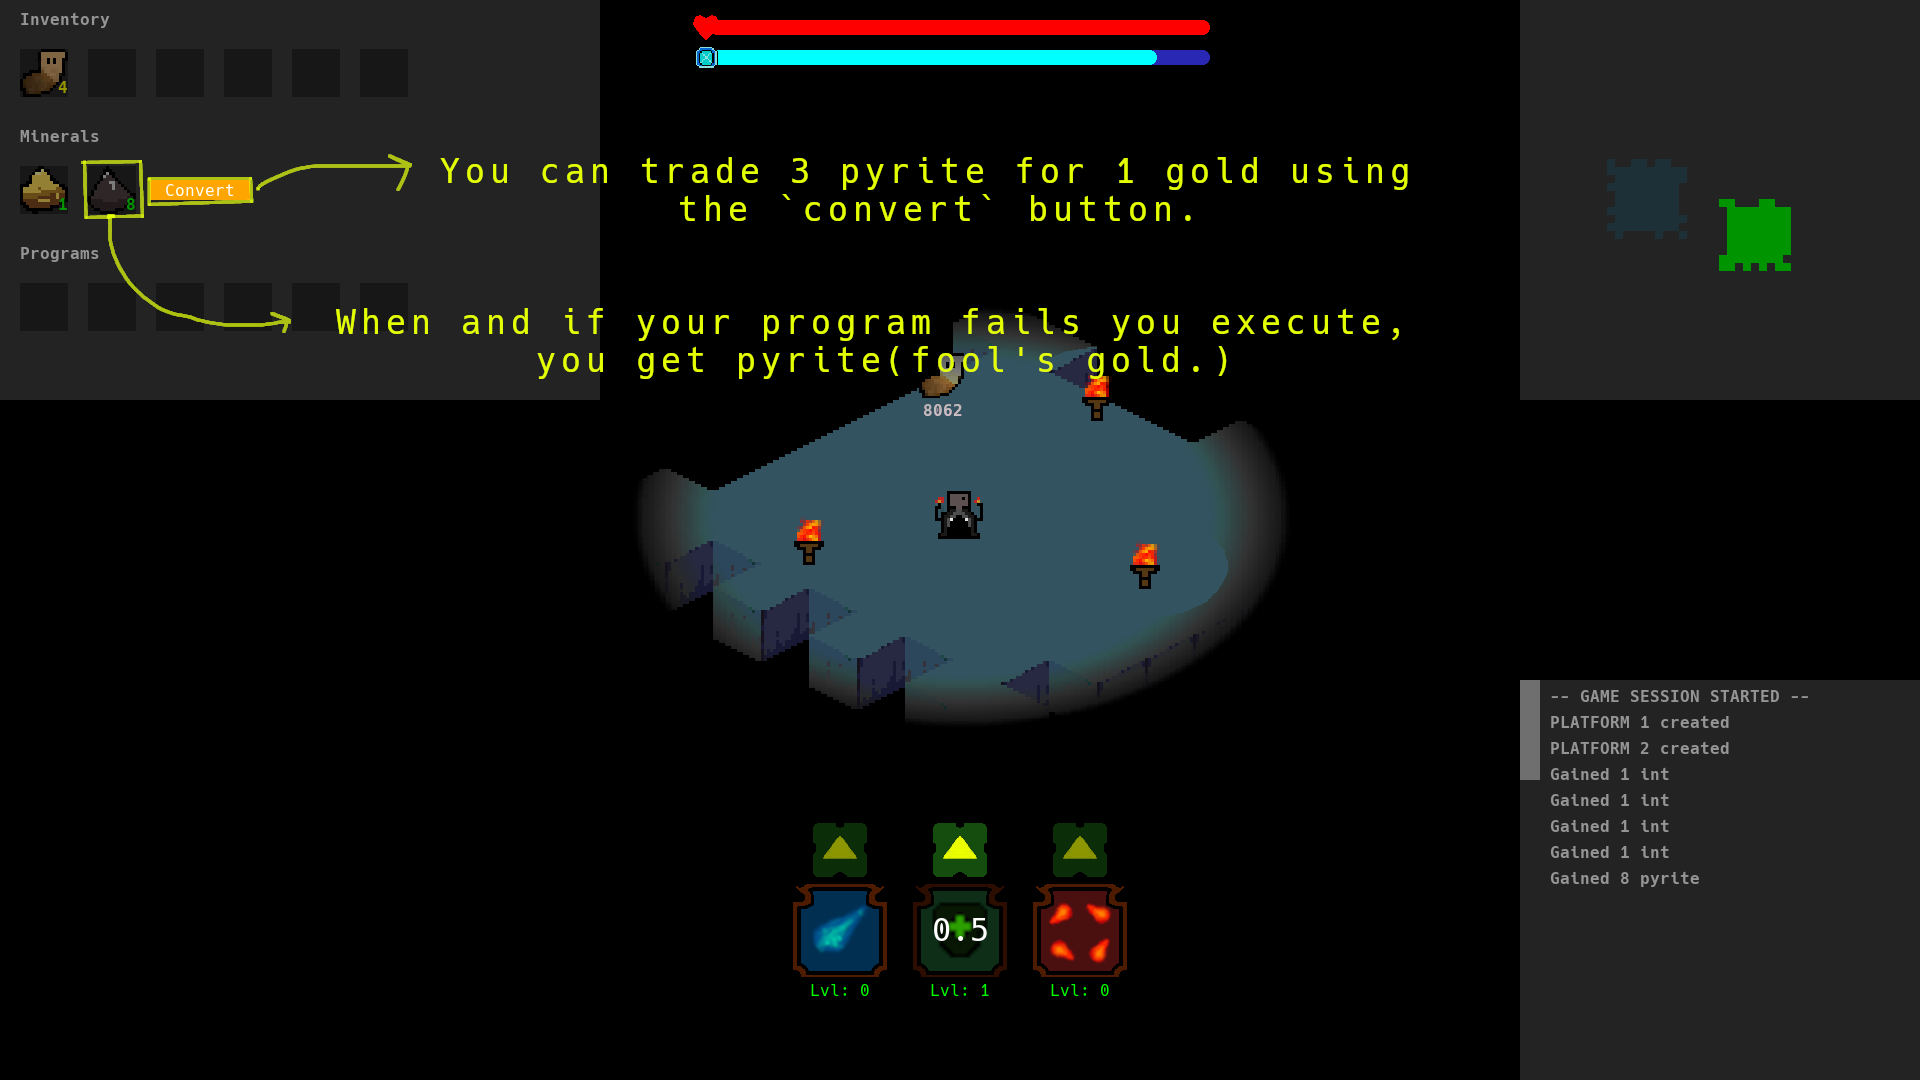 Inventory
4
Minerals
1
8
Convert
Programs
You can trade 3 pyrite for 1 gold using
the `convert` button.
When and if your program fails you execute,
you get pyrite(fool's gold.)
8062
0.5
Lvl: 0
Lvl: 1
Lvl: 0
-- GAME SESSION STARTED --
PLATFORM 1 created
PLATFORM 2 created
Gained 1 int
Gained 1 int
Gained 1 int
Gained 1 int
Gained 8 pyrite